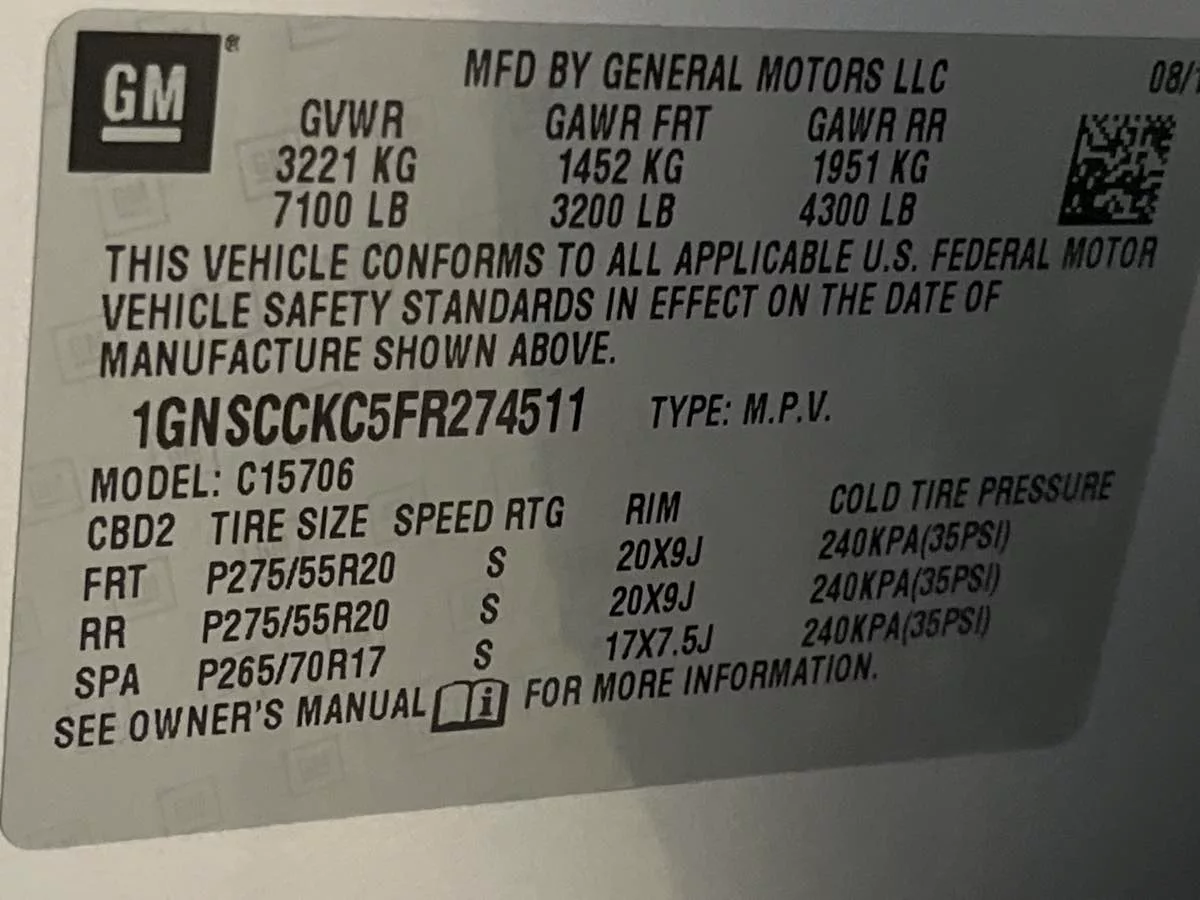 GM ® MFD BY GENERAL MOTORS LLC 08/1
GVWR GAWR FRT GAWR RR
3221 KG 1452 KG 1951 KG
7100 LB 3200 LB 4300 LB
THIS VEHICLE CONFORMS TO ALL APPLICABLE U.S. FEDERAL MOTOR
VEHICLE SAFETY STANDARDS IN EFFECT ON THE DATE OF
MANUFACTURE SHOWN ABOVE.
1GNSCCKC5FR274511 TYPE: M.P.V.
MODEL: C15706
CBD2 TIRE SIZE SPEED RTG RIM COLD TIRE PRESSURE
FRT P275/55R20 S 20X9J 240KPA(35PSI)
RR P275/55R20 S 20X9J 240KPA(35PSI)
SPA P265/70R17 S 17X7.5J 240KPA(35PSI)
SEE OWNER'S MANUAL i FOR MORE INFORMATION.